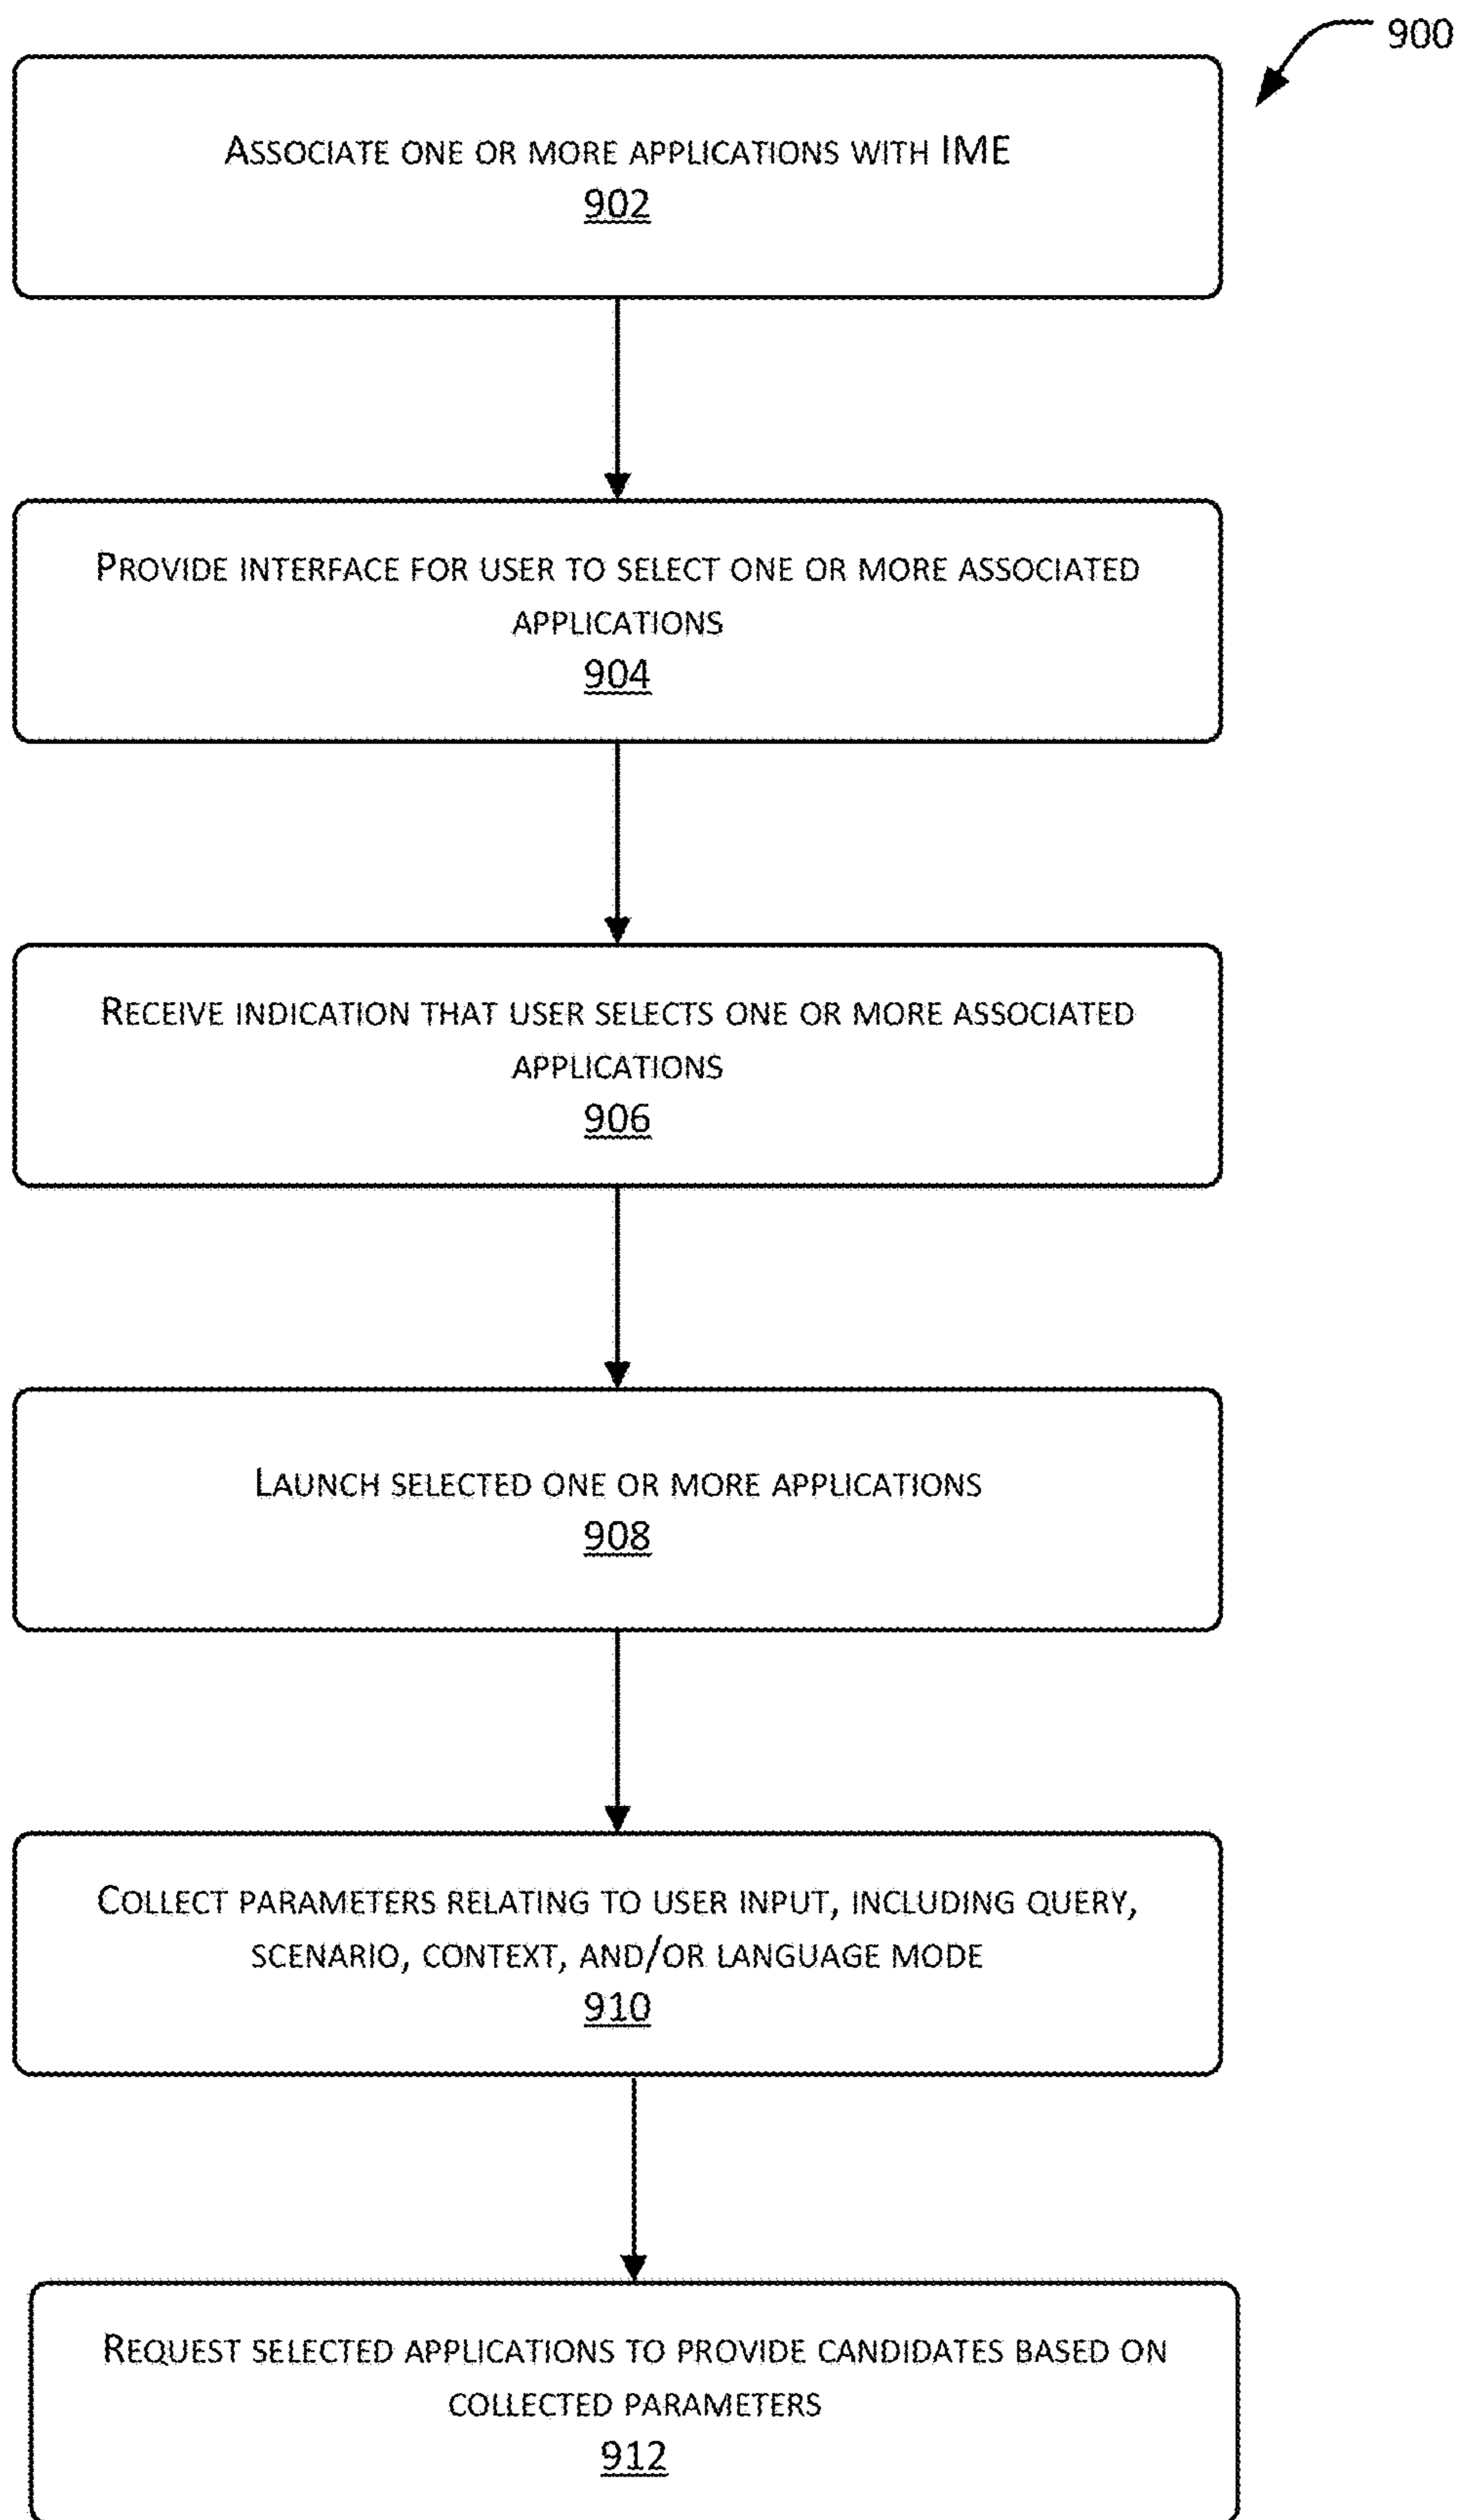 900
ASSOCIATE ONE OR MORE APPLICATIONS WITH IME
902
PROVIDE INTERFACE FOR USER TO SELECT ONE OR MORE ASSOCIATED
APPLICATIONS
904
RECEIVE INDICATION THAT USER SELECTS ONE OR MORE ASSOCIATED
APPLICATIONS
906
LAUNCH SELECTED ONE OR MORE APPLICATIONS
908
COLLECT PARAMETERS RELATING TO USER INPUT, INCLUDING QUERY,
SCENARIO, CONTEXT, AND/OR LANGUAGE MODE
910
REQUEST SELECTED APPLICATIONS TO PROVIDE CANDIDATES BASED ON
COLLECTED PARAMETERS
912